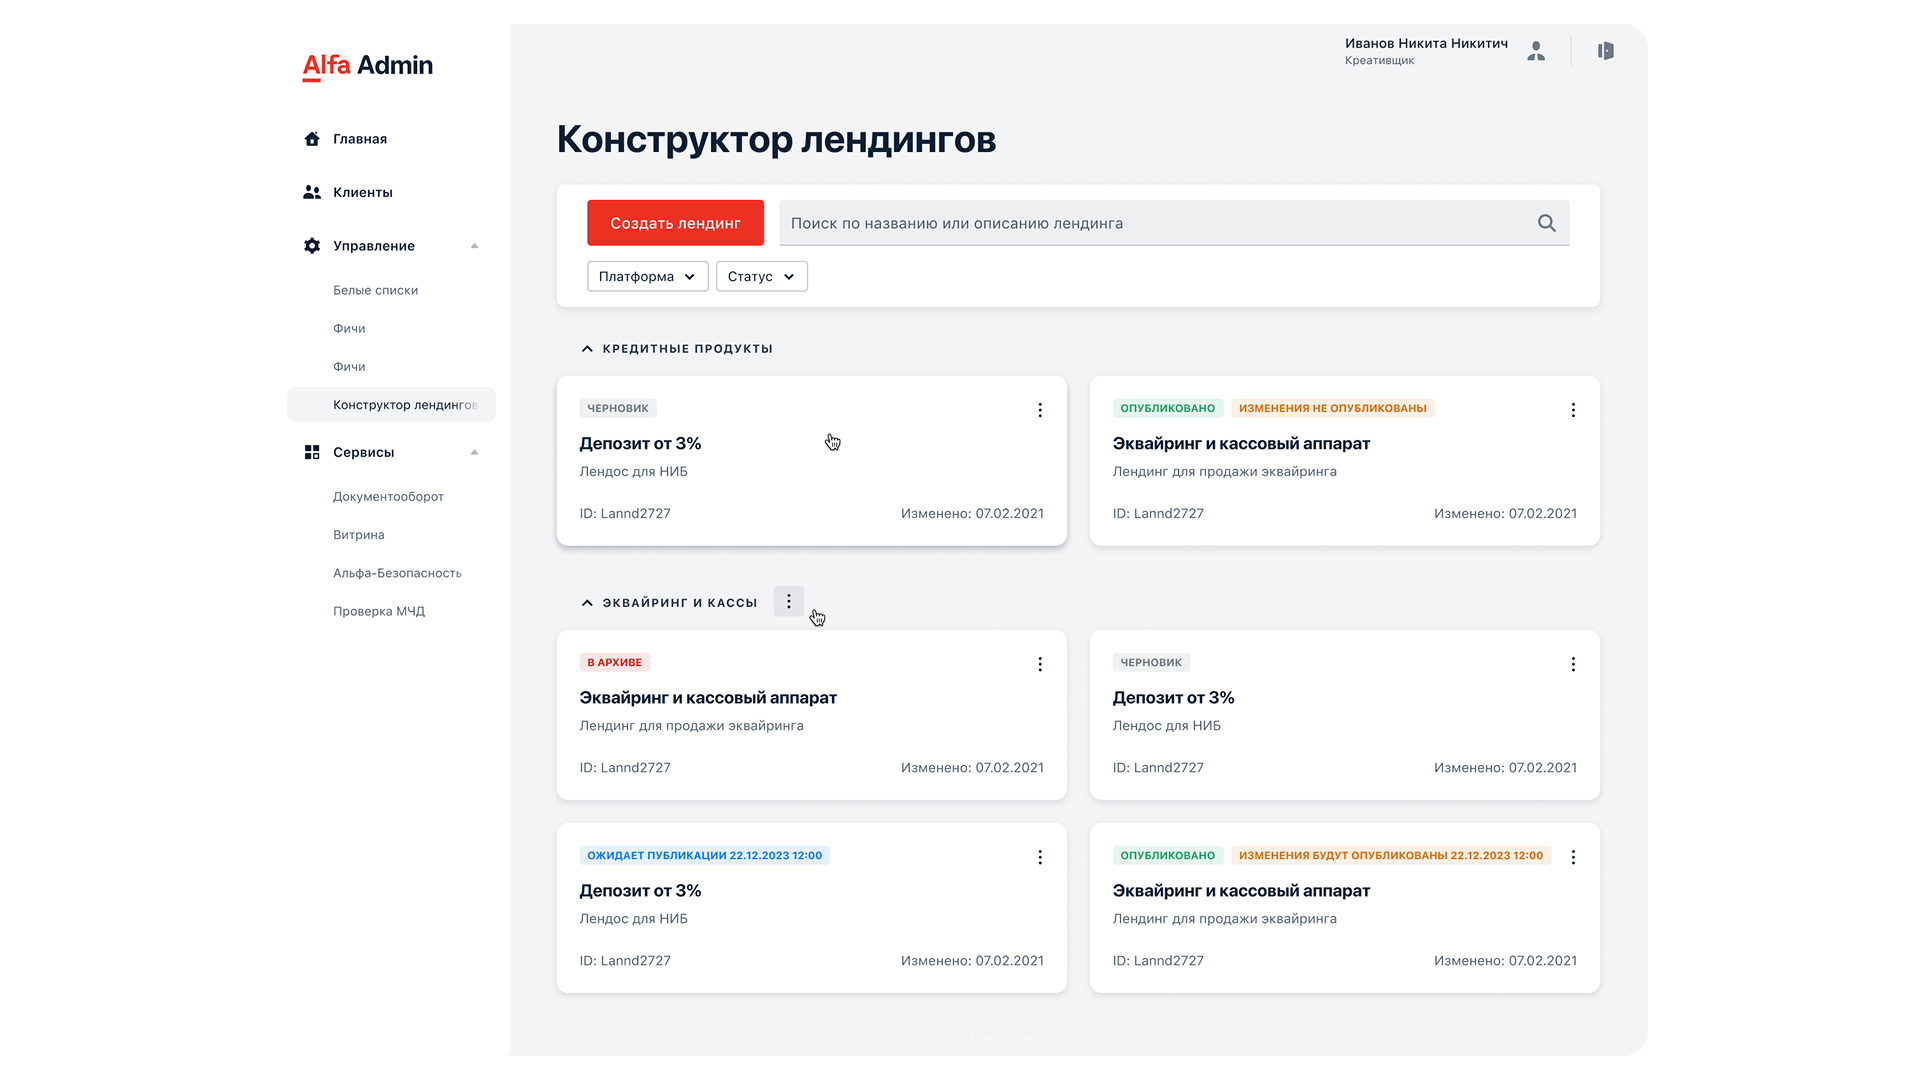 Alfa Admin
Главная
Клиенты
Управление
Белые списки
Фичи
Фичи
Конструктор лендингов
Сервисы
Документооборот
Витрина
Альфа-Безопасность
Проверка МЧД
Иванов Никита Никитич
Креативщик
Конструктор лендингов
Создать лендинг
Поиск по названию или описанию лендинга
Платформа
Статус
КРЕДИТНЫЕ ПРОДУКТЫ
ЧЕРНОВИК
Депозит от 3%
Лендос для НИБ
ID: Lannd2727
Изменено: 07.02.2021
ОПУБЛИКОВАНО
ИЗМЕНЕНИЯ НЕ ОПУБЛИКОВАНЫ
Эквайринг и кассовый аппарат
Лендинг для продажи эквайринга
ID: Lannd2727
Изменено: 07.02.2021
ЭКВАЙРИНГ И КАССЫ
В АРХИВЕ
Эквайринг и кассовый аппарат
Лендинг для продажи эквайринга
ID: Lannd2727
Изменено: 07.02.2021
ЧЕРНОВИК
Депозит от 3%
Лендос для НИБ
ID: Lannd2727
Изменено: 07.02.2021
ОЖИДАЕТ ПУБЛИКАЦИИ 22.12.2023 12:00
Депозит от 3%
Лендос для НИБ
ID: Lannd2727
Изменено: 07.02.2021
ОПУБЛИКОВАНО
ИЗМЕНЕНИЯ БУДУТ ОПУБЛИКОВАНЫ 22.12.2023 12:00
Эквайринг и кассовый аппарат
Лендинг для продажи эквайринга
ID: Lannd2727
Изменено: 07.02.2021